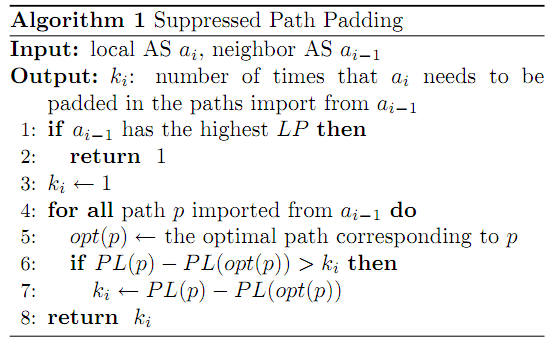 Algorithm 1 Suppressed Path Padding
Input: local AS a_i, neighbor AS a_{i−1}
Output: k_i: number of times that a_i needs to be
padded in the paths import from a_{i−1}
1: if a_{i−1} has the highest LP then
2: return 1
3: k_i ← 1
4: for all path p imported from a_{i−1} do
5: opt(p) ← the optimal path corresponding to p
6: if PL(p) − PL(opt(p)) > k_i then
7: k_i ← PL(p) − PL(opt(p))
8: return k_i